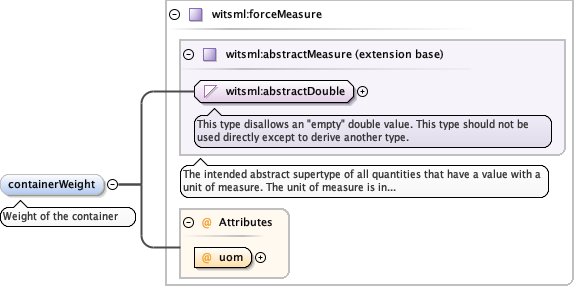 witsml:forceMeasure
witsml:abstractMeasure (extension base)
witsml:abstractDouble
This type disallows an "empty" double value. This type should not be
used directly except to derive another type.
The intended abstract supertype of all quantities that have a value with a
unit of measure. The unit of measure is in...
containerWeight
Weight of the container
@ Attributes
@ uom